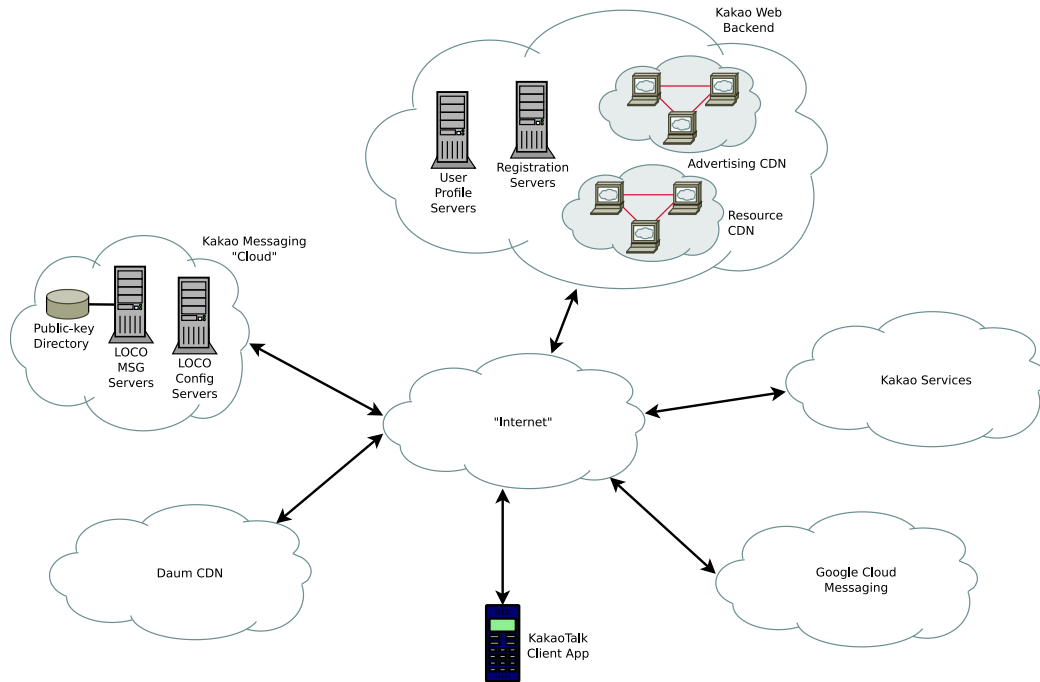 Kakao Web
Backend
User
Profile
Servers
Registration
Servers
Advertising CDN
Resource
CDN
Kakao Messaging
"Cloud"
Public-key
Directory
LOCO
MSG
Servers
LOCO
Config
Servers
"Internet"
Kakao Services
Daum CDN
Google Cloud
Messaging
KakaoTalk
Client App